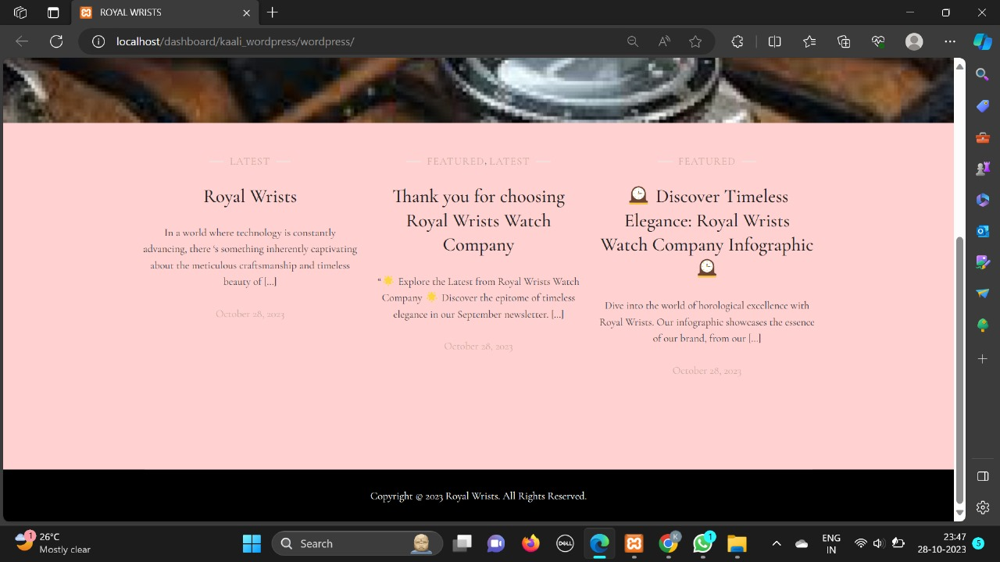 ROYAL WRISTS
localhost/dashboard/kaali_wordpress/wordpress/
LATEST
Royal Wrists
In a world where technology is constantly
advancing, there ‘s something inherently captivating
about the meticulous craftsmanship and timeless
beauty of [...]
October 28, 2023
FEATURED, LATEST
Thank you for choosing
Royal Wrists Watch
Company
“🌟 Explore the Latest from Royal Wrists Watch
Company 🌟 Discover the epitome of timeless
elegance in our September newsletter. [...]
October 28, 2023
FEATURED
🕰️ Discover Timeless
Elegance: Royal Wrists
Watch Company Infographic
🕰️
Dive into the world of horological excellence with
Royal Wrists. Our infographic showcases the essence
of our brand, from our [...]
October 28, 2023
Copyright @ 2023 Royal Wrists. All Rights Reserved.
1
26°C
Mostly clear
Search
DELL
K
1
ENG
IN
23:47
28-10-2023
5